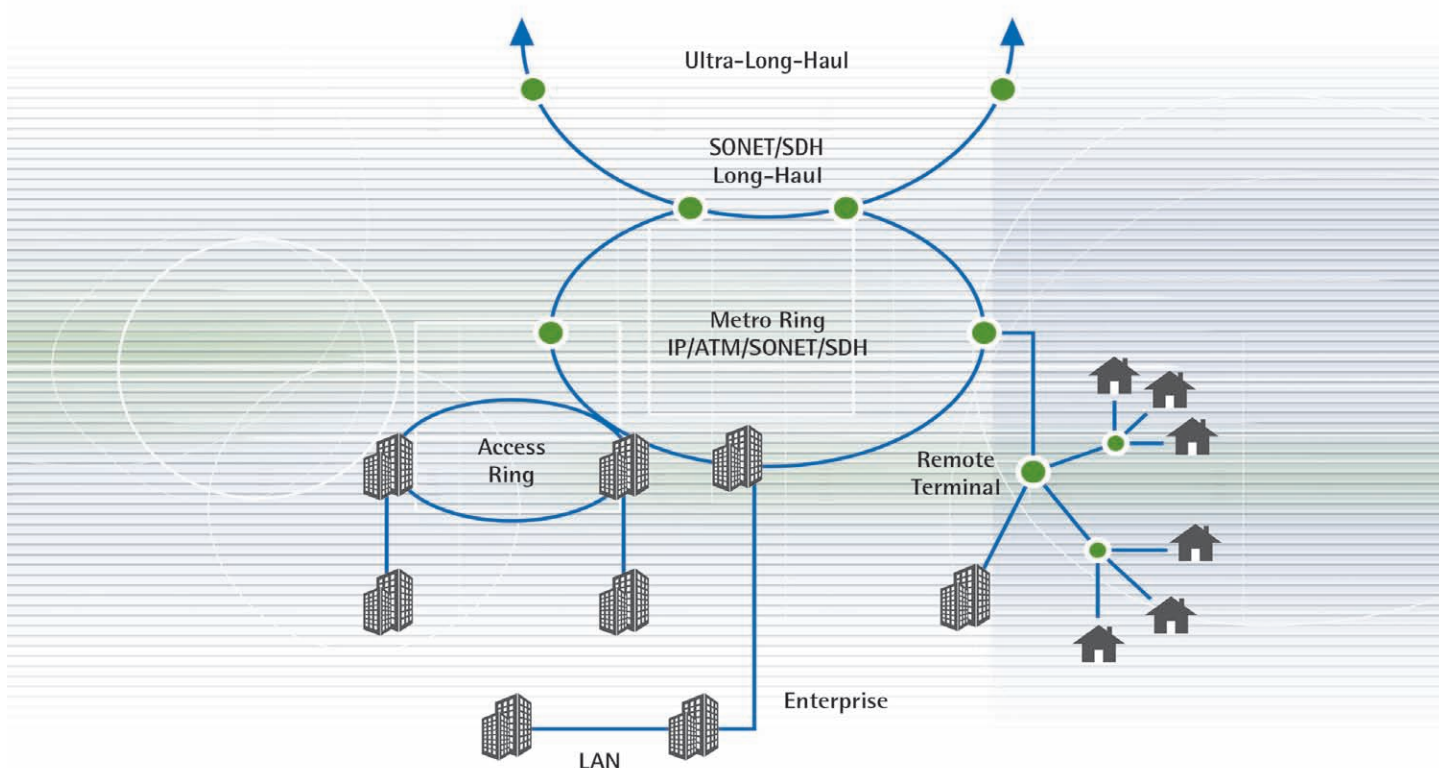 Ultra-Long-Haul
SONET/SDH
Long-Haul
Metro Ring
IP/ATM/SONET/SDH
Access
Ring
Remote
Terminal
Enterprise
LAN